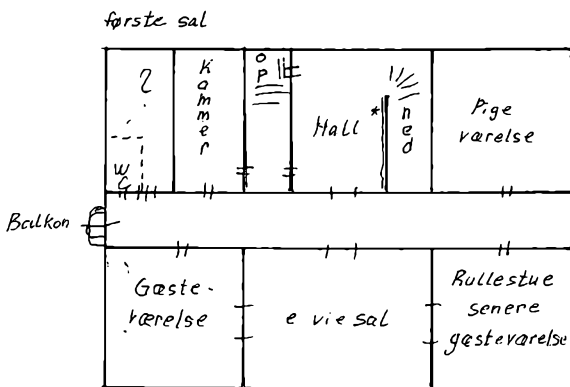 første sal
?
WC
Kammer
op
Hall
*
ned
Pige
værelse
Balkon
Gæste-
værelse
e vie sal
Rullestue
senere
gæsteværelse